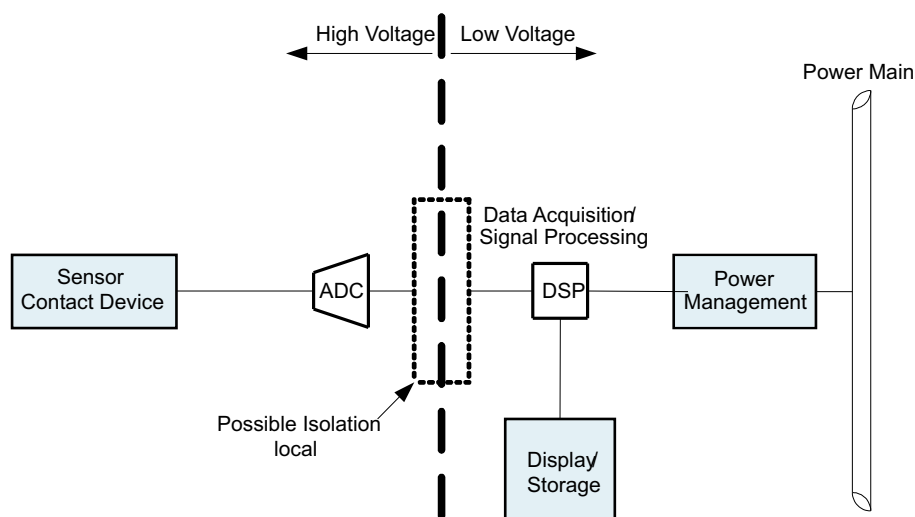 High Voltage
Low Voltage
Power Main
Data Acquisition/
Signal Processing
Sensor
Contact Device
ADC
DSP
Power
Management
Possible Isolation
local
Display/
Storage